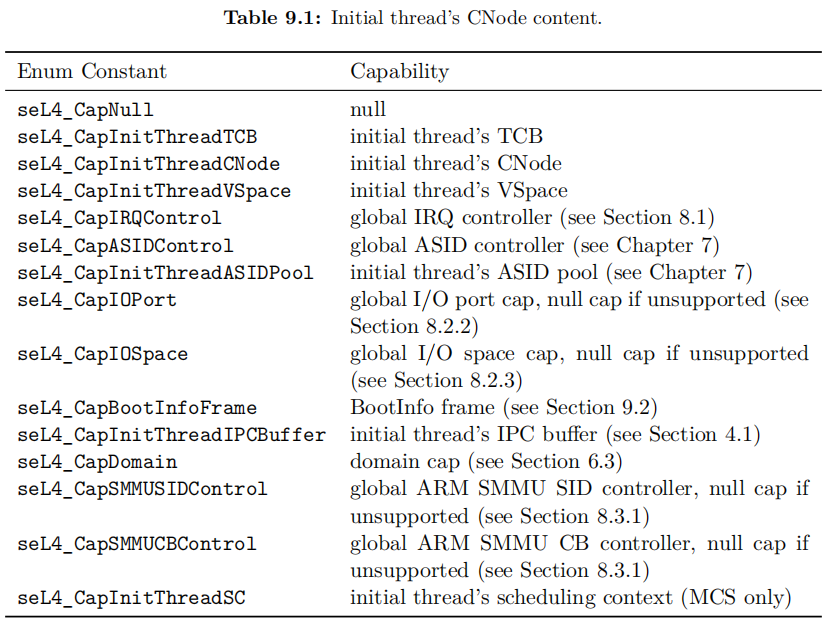 Table 9.1: Initial thread's CNode content.
Enum Constant Capability
seL4_CapNull null
seL4_CapInitThreadTCB initial thread's TCB
seL4_CapInitThreadCNode initial thread's CNode
seL4_CapInitThreadVSpace initial thread's VSpace
seL4_CapIRQControl global IRQ controller (see Section 8.1)
seL4_CapASIDControl global ASID controller (see Chapter 7)
seL4_CapInitThreadASIDPool initial thread's ASID pool (see Chapter 7)
seL4_CapIOPort global I/O port cap, null cap if unsupported (see
Section 8.2.2)
seL4_CapIOSpace global I/O space cap, null cap if unsupported
(see Section 8.2.3)
seL4_CapBootInfoFrame BootInfo frame (see Section 9.2)
seL4_CapInitThreadIPCBuffer initial thread's IPC buffer (see Section 4.1)
seL4_CapDomain domain cap (see Section 6.3)
seL4_CapSMMUSIDControl global ARM SMMU SID controller, null cap if
unsupported (see Section 8.3.1)
seL4_CapSMMUCBControl global ARM SMMU CB controller, null cap if
unsupported (see Section 8.3.1)
seL4_CapInitThreadSC initial thread's scheduling context (MCS only)